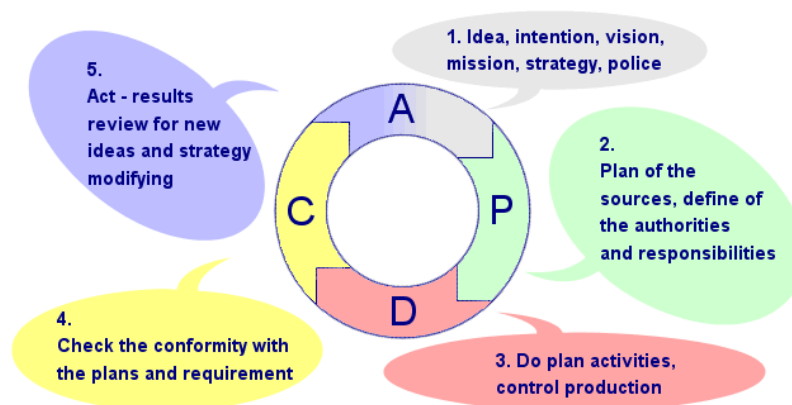 1. Idea, intention, vision,
mission, strategy, police
2.
Plan of the
sources, define of
the authorities
and responsibilities
3. Do plan activities,
control production
4.
Check the conformity with
the plans and requirement
5.
Act - results
review for new
ideas and strategy
modifying
A
P
D
C